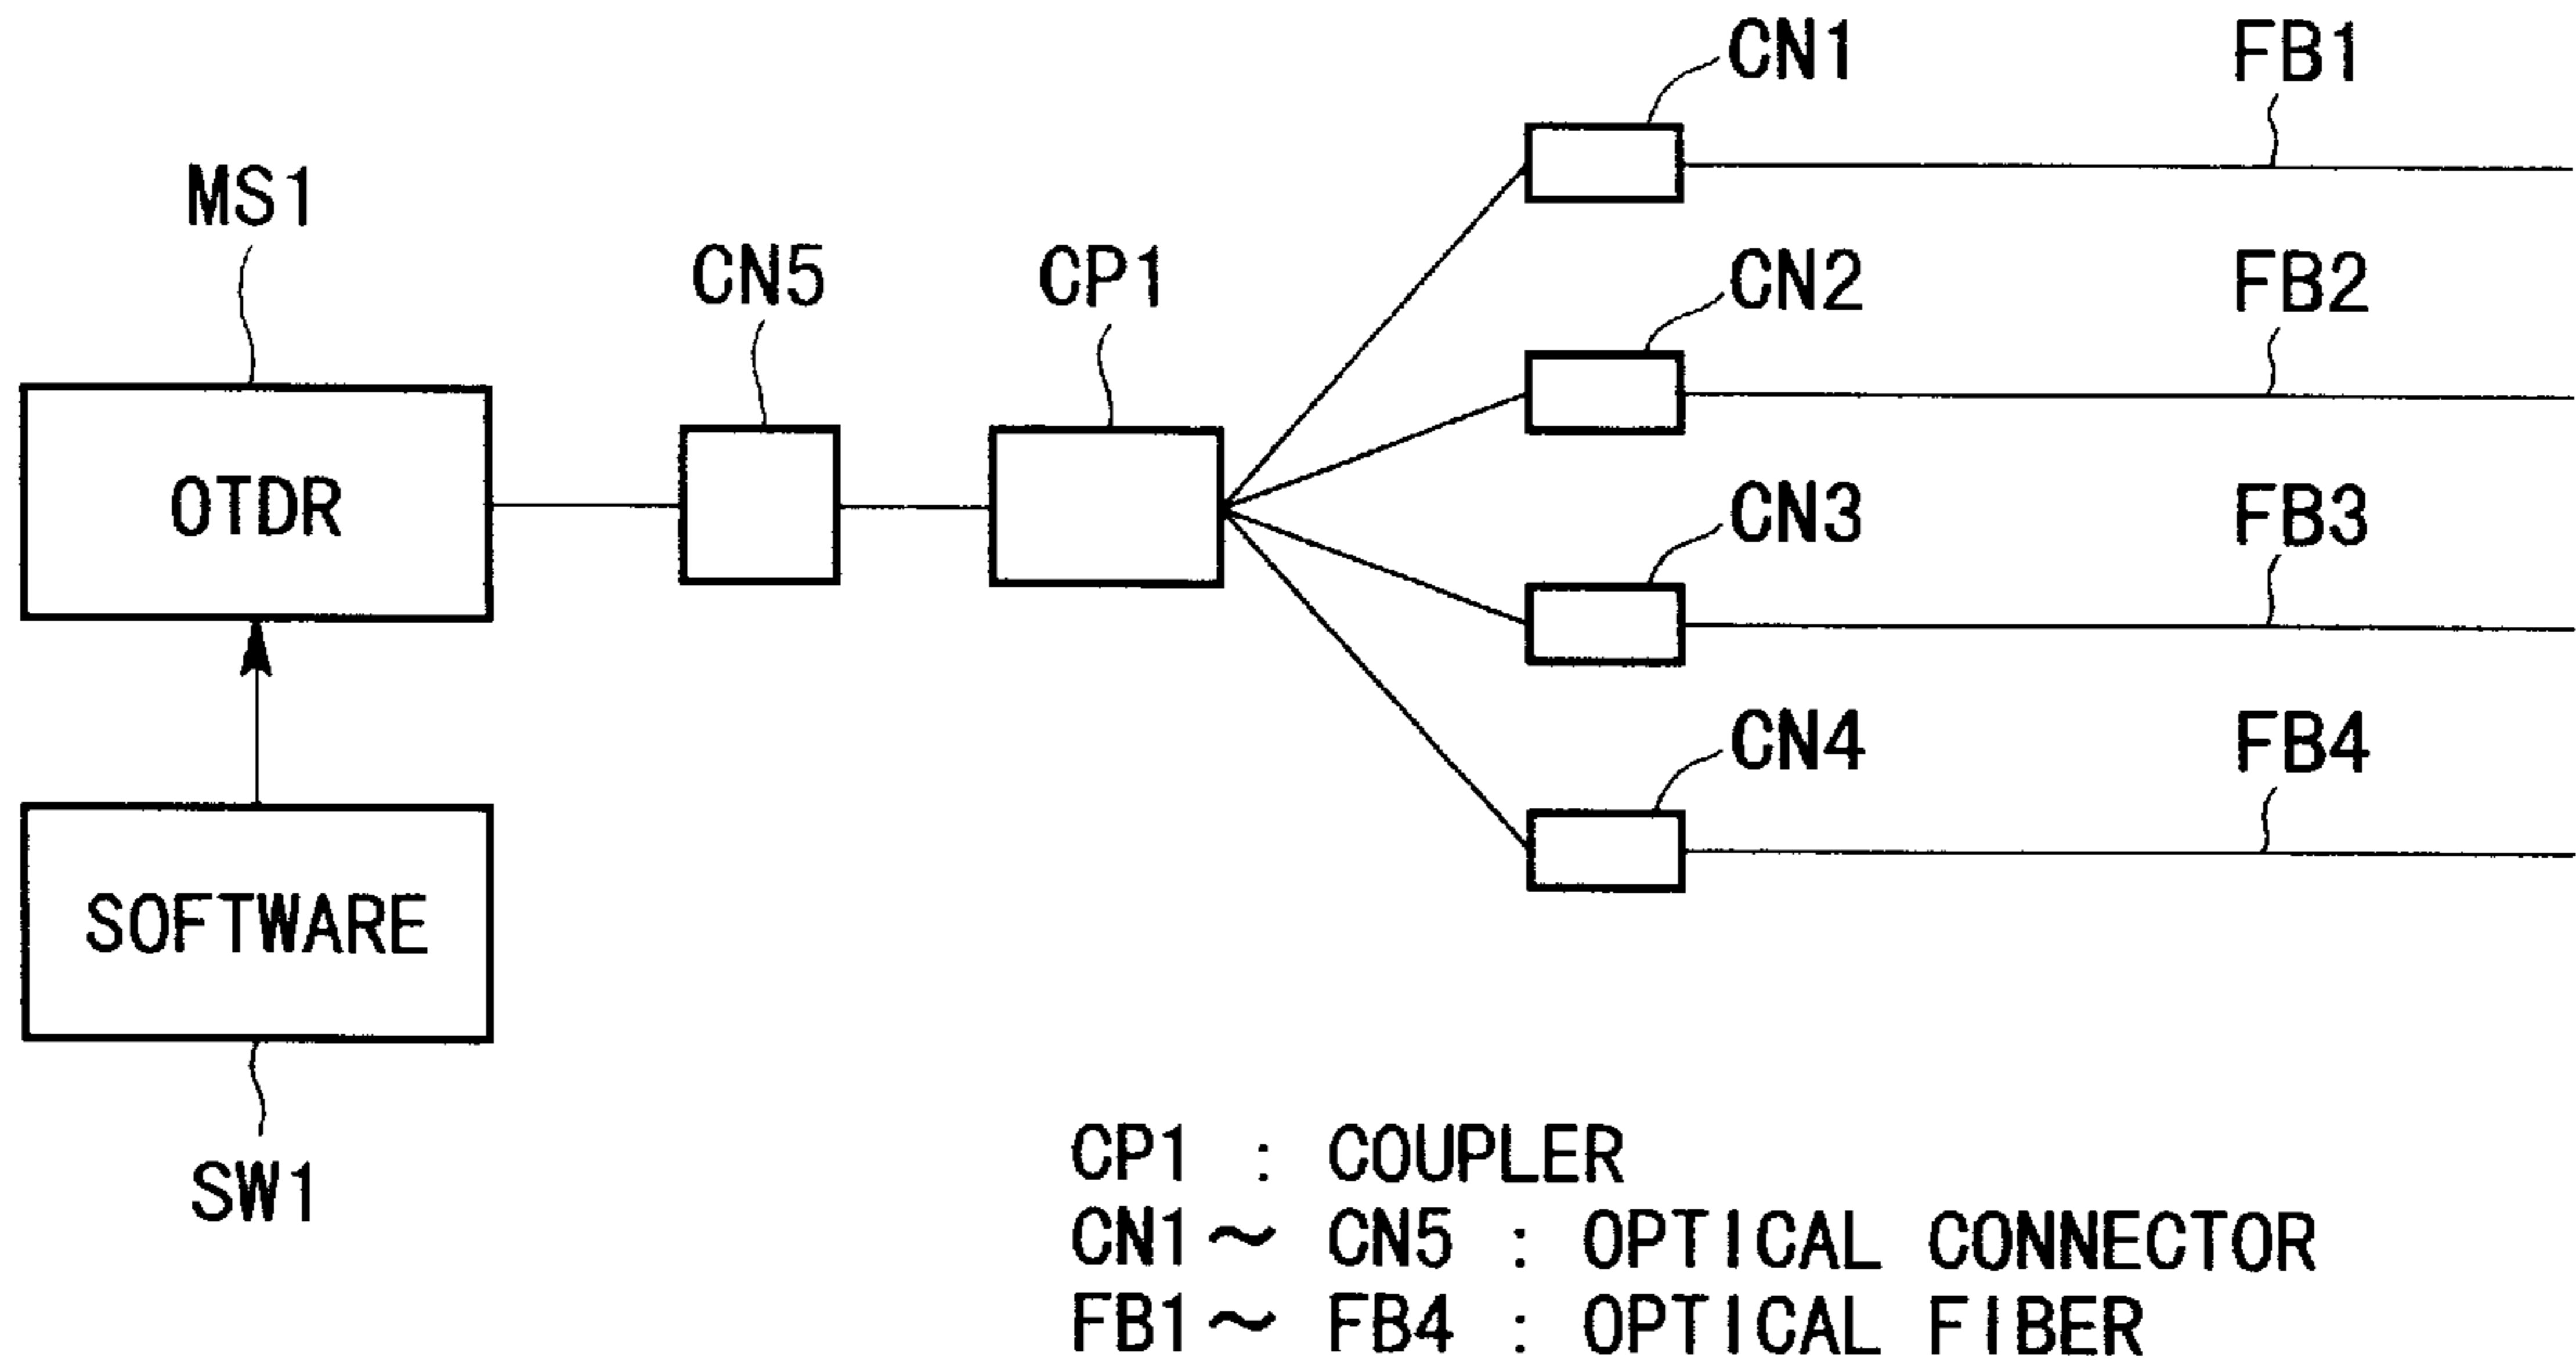 CN1
FB1
MS1
CN5
CP1
CN2
FB2
OTDR
CN3
FB3
CN4
FB4
SOFTWARE
SW1
CP1 : COUPLER
CN1~ CN5 : OPTICAL CONNECTOR
FB1~ FB4 : OPTICAL FIBER